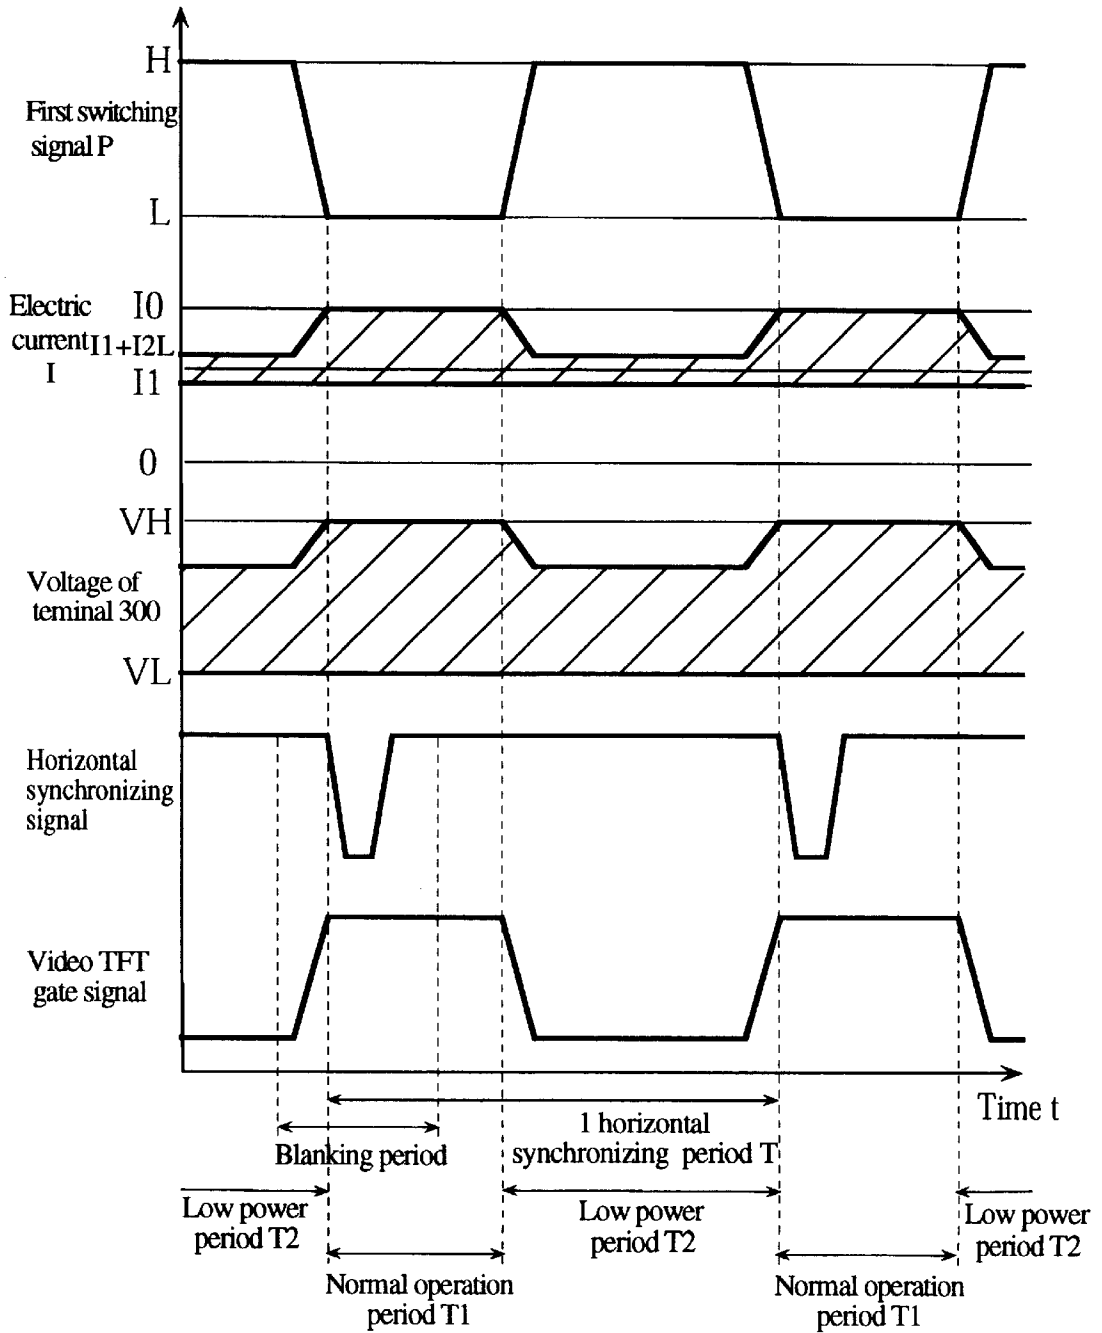 H
First switching
signal P
L
Electric
current
I
I0
I1+I2L
I1
0
VH
Voltage of
teminal 300
VL
Horizontal
synchronizing
signal
Video TFT
gate signal
Time t
1 horizontal
synchronizing period T
Blanking period
Low power
period T2
Low power
period T2
Low power
period T2
Normal operation
period T1
Normal operation
period T1